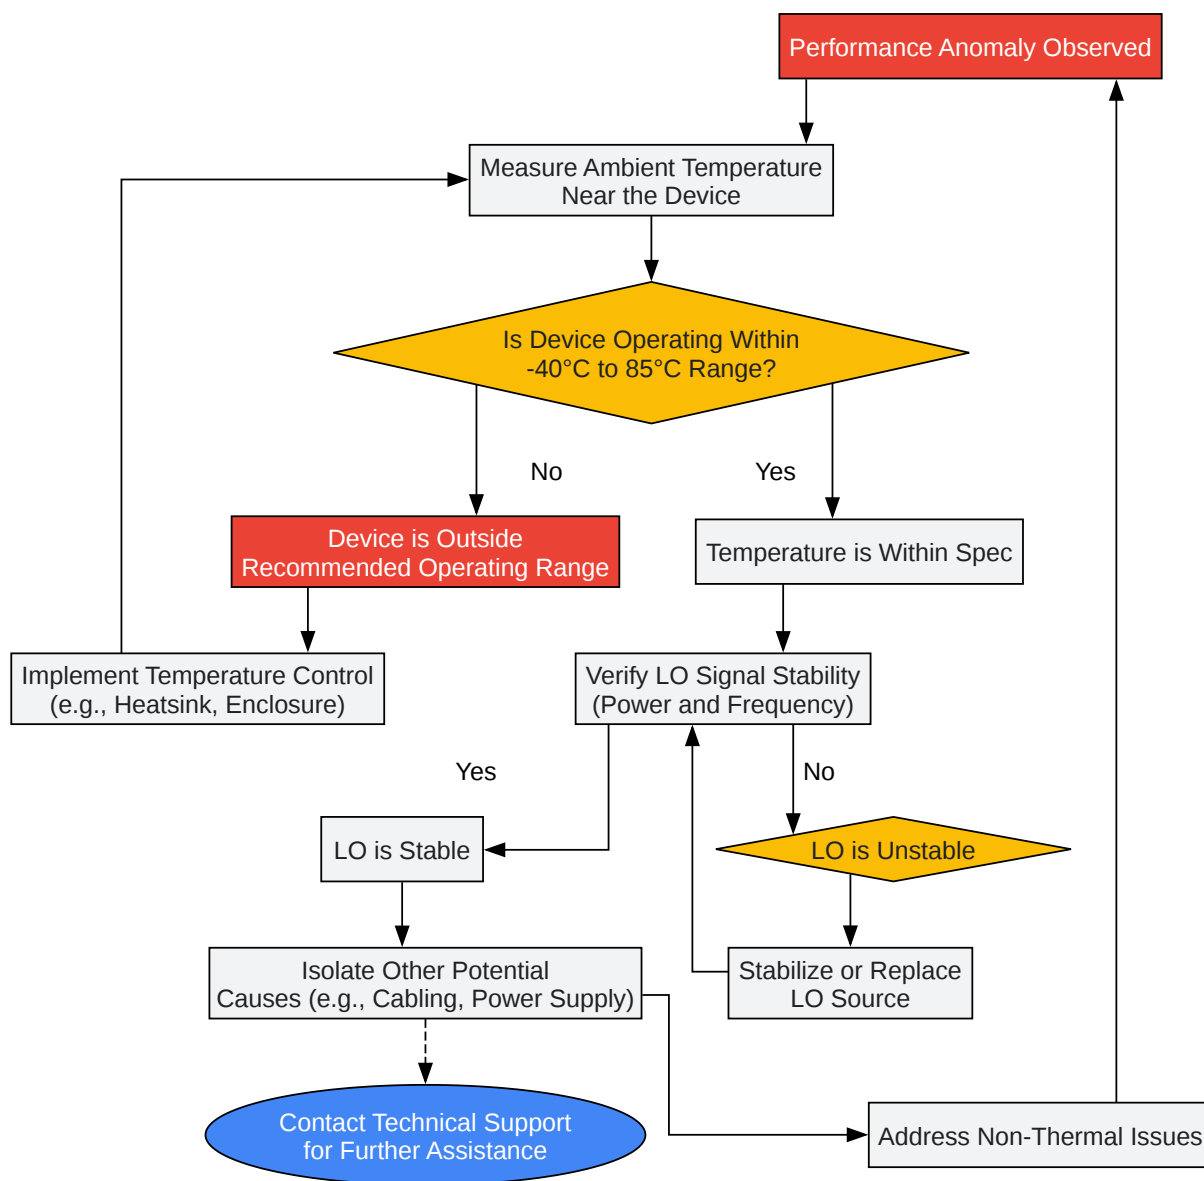 Performance Anomaly Observed
Measure Ambient Temperature
Near the Device
Is Device Operating Within
-40°C to 85°C Range?
No
Yes
Device is Outside
Recommended Operating Range
Temperature is Within Spec
Implement Temperature Control
(e.g., Heatsink, Enclosure)
Verify LO Signal Stability
(Power and Frequency)
Yes
No
LO is Stable
LO is Unstable
Isolate Other Potential
Causes (e.g., Cabling, Power Supply)
Stabilize or Replace
LO Source
Contact Technical Support
for Further Assistance
Address Non-Thermal Issues